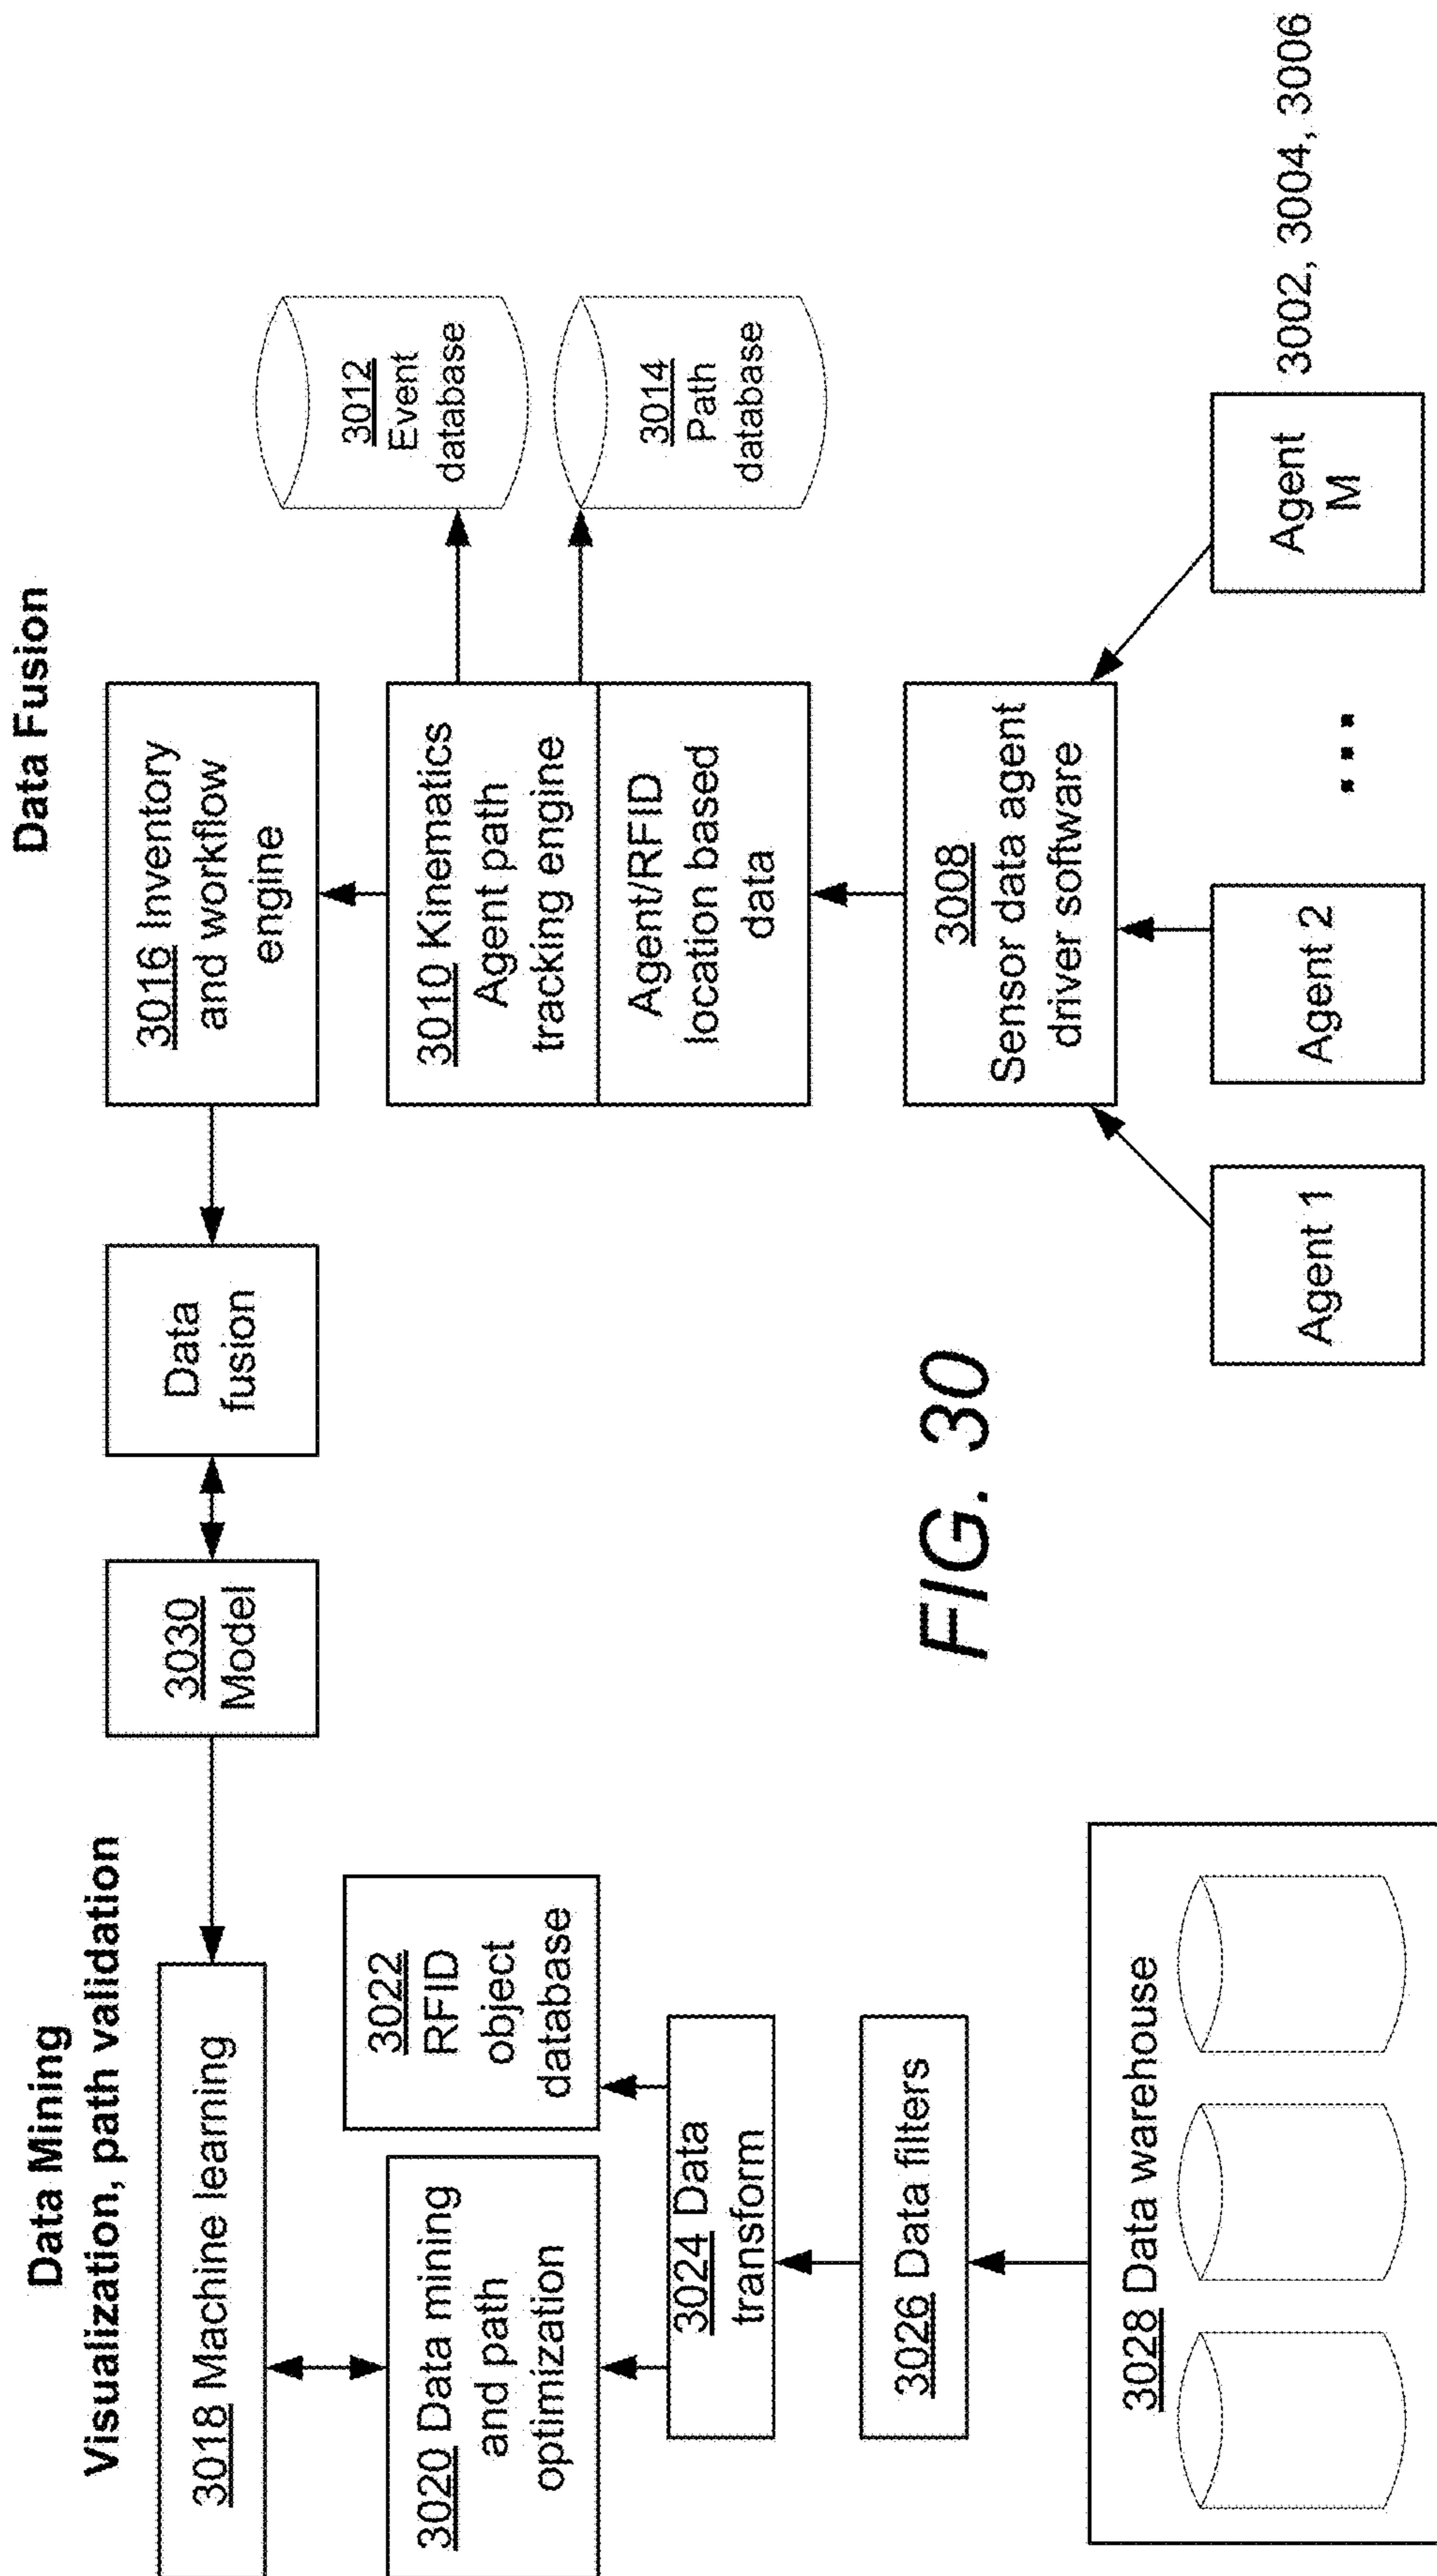 Data Mining
Visualization, path validation
3018 Machine learning
3020 Data mining
and path
optimization
3022
RFID
object
database
3024 Data
transform
3026 Data filters
3028 Data warehouse
3030
Model
Data
fusion
Data Fusion
3016 Inventory
and workflow
engine
3010 Kinematics
Agent path
tracking engine
Agent/RFID
location based
data
3012
Event
database
3014
Path
database
3008
Sensor data agent
driver software
Agent 1
Agent 2
...
Agent
M
3002, 3004, 3006
FIG. 30